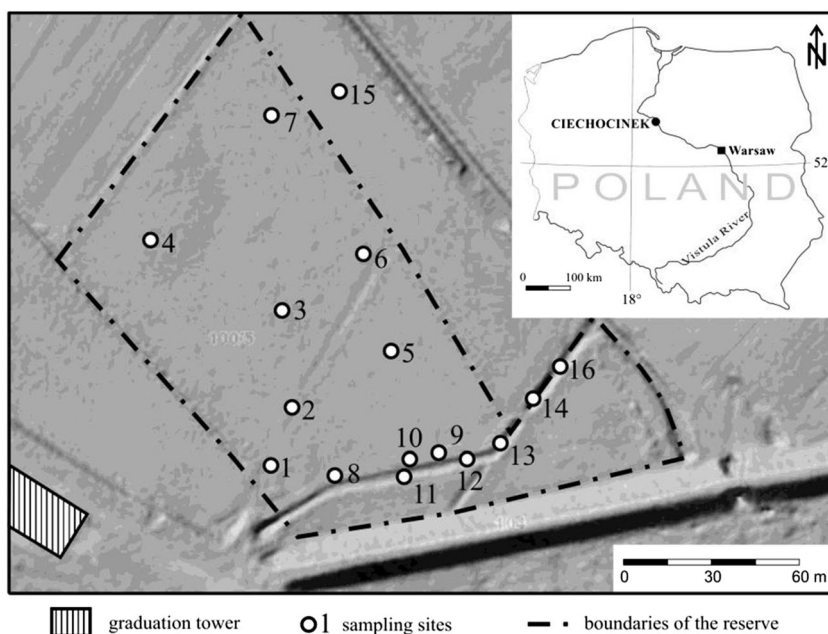 N
CIECHOCINEK
Warsaw
52
POLAND
Vistula River
0 100 km
18°
15
7
4
6
3
100/5
5
16
2
14
10 9
13
1
8
12
11
0 30 60 m
graduation tower
1 sampling sites
boundaries of the reserve